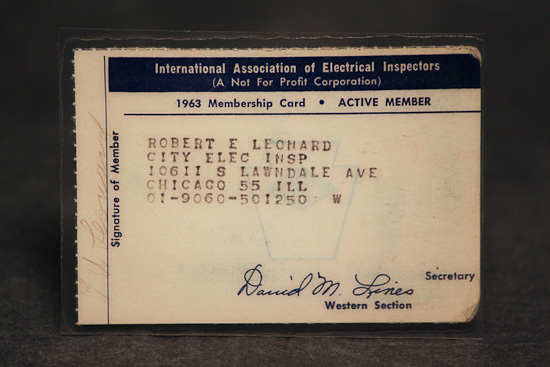 International Association of Electrical Inspectors
(A Not For Profit Corporation)
1963 Membership Card • ACTIVE MEMBER
Signature of Member
ROBERT E LEONARD
CITY ELEC INSP
10611 S LAWNDALE AVE
CHICAGO 55 ILL
01-9060-501250 W
David M. Lines
Secretary
Western Section